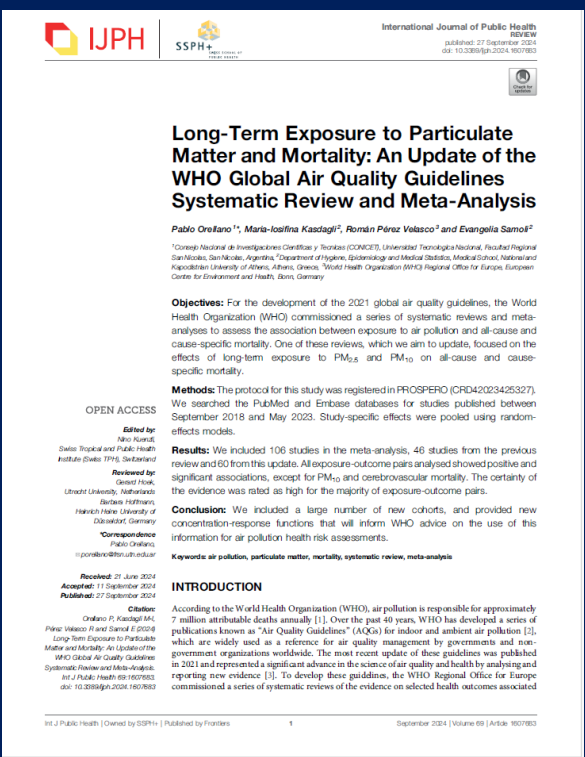 IJPH
SSPH+
SWISS SCHOOL OF
PUBLIC HEALTH
International Journal of Public Health
REVIEW
published: 27 September 2024
doi: 10.3389/ijph.2024.1607683
Check for
updates
Long-Term Exposure to Particulate
Matter and Mortality: An Update of the
WHO Global Air Quality Guidelines
Systematic Review and Meta-Analysis
Pablo Orellano 1*, Maria-Iosifina Kasdagli 2, Román Pérez Velasco 3 and Evangelia Samoli 2
1 Consejo Nacional de Investigaciones Científicas y Tecnicas (CONICET), Universidad Tecnologica Nacional, Facultad Regional
San Nicolas, San Nicolas, Argentina, 2 Department of Hygiene, Epidemiology and Medical Statistics, Medical School, National and
Kapodistrian University of Athens, Athens, Greece, 3 World Health Organization (WHO) Regional Office for Europe, European
Centre for Environment and Health, Bonn, Germany
Objectives: For the development of the 2021 global air quality guidelines, the World
Health Organization (WHO) commissioned a series of systematic reviews and meta-
analyses to assess the association between exposure to air pollution and all-cause and
cause-specific mortality. One of these reviews, which we aim to update, focused on the
effects of long-term exposure to PM2.5 and PM10 on all-cause and cause-
specific mortality.
Methods: The protocol for this study was registered in PROSPERO (CRD42023425327).
We searched the PubMed and Embase databases for studies published between
September 2018 and May 2023. Study-specific effects were pooled using random-
effects models.
Results: We included 106 studies in the meta-analysis, 46 studies from the previous
review and 60 from this update. All exposure-outcome pairs analysed showed positive and
significant associations, except for PM10 and cerebrovascular mortality. The certainty of
the evidence was rated as high for the majority of exposure-outcome pairs.
Conclusion: We included a large number of new cohorts, and provided new
concentration-response functions that will inform WHO advice on the use of this
information for air pollution health risk assessments.
Keywords: air pollution, particulate matter, mortality, systematic review, meta-analysis
OPEN ACCESS
Edited by:
Nino Kuenzli,
Swiss Tropical and Public Health
Institute (Swiss TPH), Switzerland
Reviewed by:
Gerard Hoek,
Utrecht University, Netherlands
Barbara Hoffmann,
Heinrich Heine University of
Düsseldorf, Germany
*Correspondence
Pablo Orellano,
porellano@frsn.utn.edu.ar
Received: 21 June 2024
Accepted: 11 September 2024
Published: 27 September 2024
Citation:
Orellano P, Kasdagli M-I,
Pérez Velasco R and Samoli E (2024)
Long-Term Exposure to Particulate
Matter and Mortality: An Update of the
WHO Global Air Quality Guidelines
Systematic Review and Meta-Analysis.
Int J Public Health 69:1607683.
doi: 10.3389/ijph.2024.1607683
INTRODUCTION
According to the World Health Organization (WHO), air pollution is responsible for approximately
7 million attributable deaths annually [1]. Over the past 40 years, WHO has developed a series of
publications known as "Air Quality Guidelines" (AQGs) for indoor and ambient air pollution [2],
which are widely used as a reference for air quality management by governments and non-
government organizations worldwide. The most recent update of these guidelines was published
in 2021 and represented a significant advance in the science of air quality and health by analysing and
reporting new evidence [3]. To develop these guidelines, the WHO Regional Office for Europe
commissioned a series of systematic reviews of the evidence on selected health outcomes associated
Int J Public Health | Owned by SSPH+ | Published by Frontiers
1
September 2024 | Volume 69 | Article 1607683